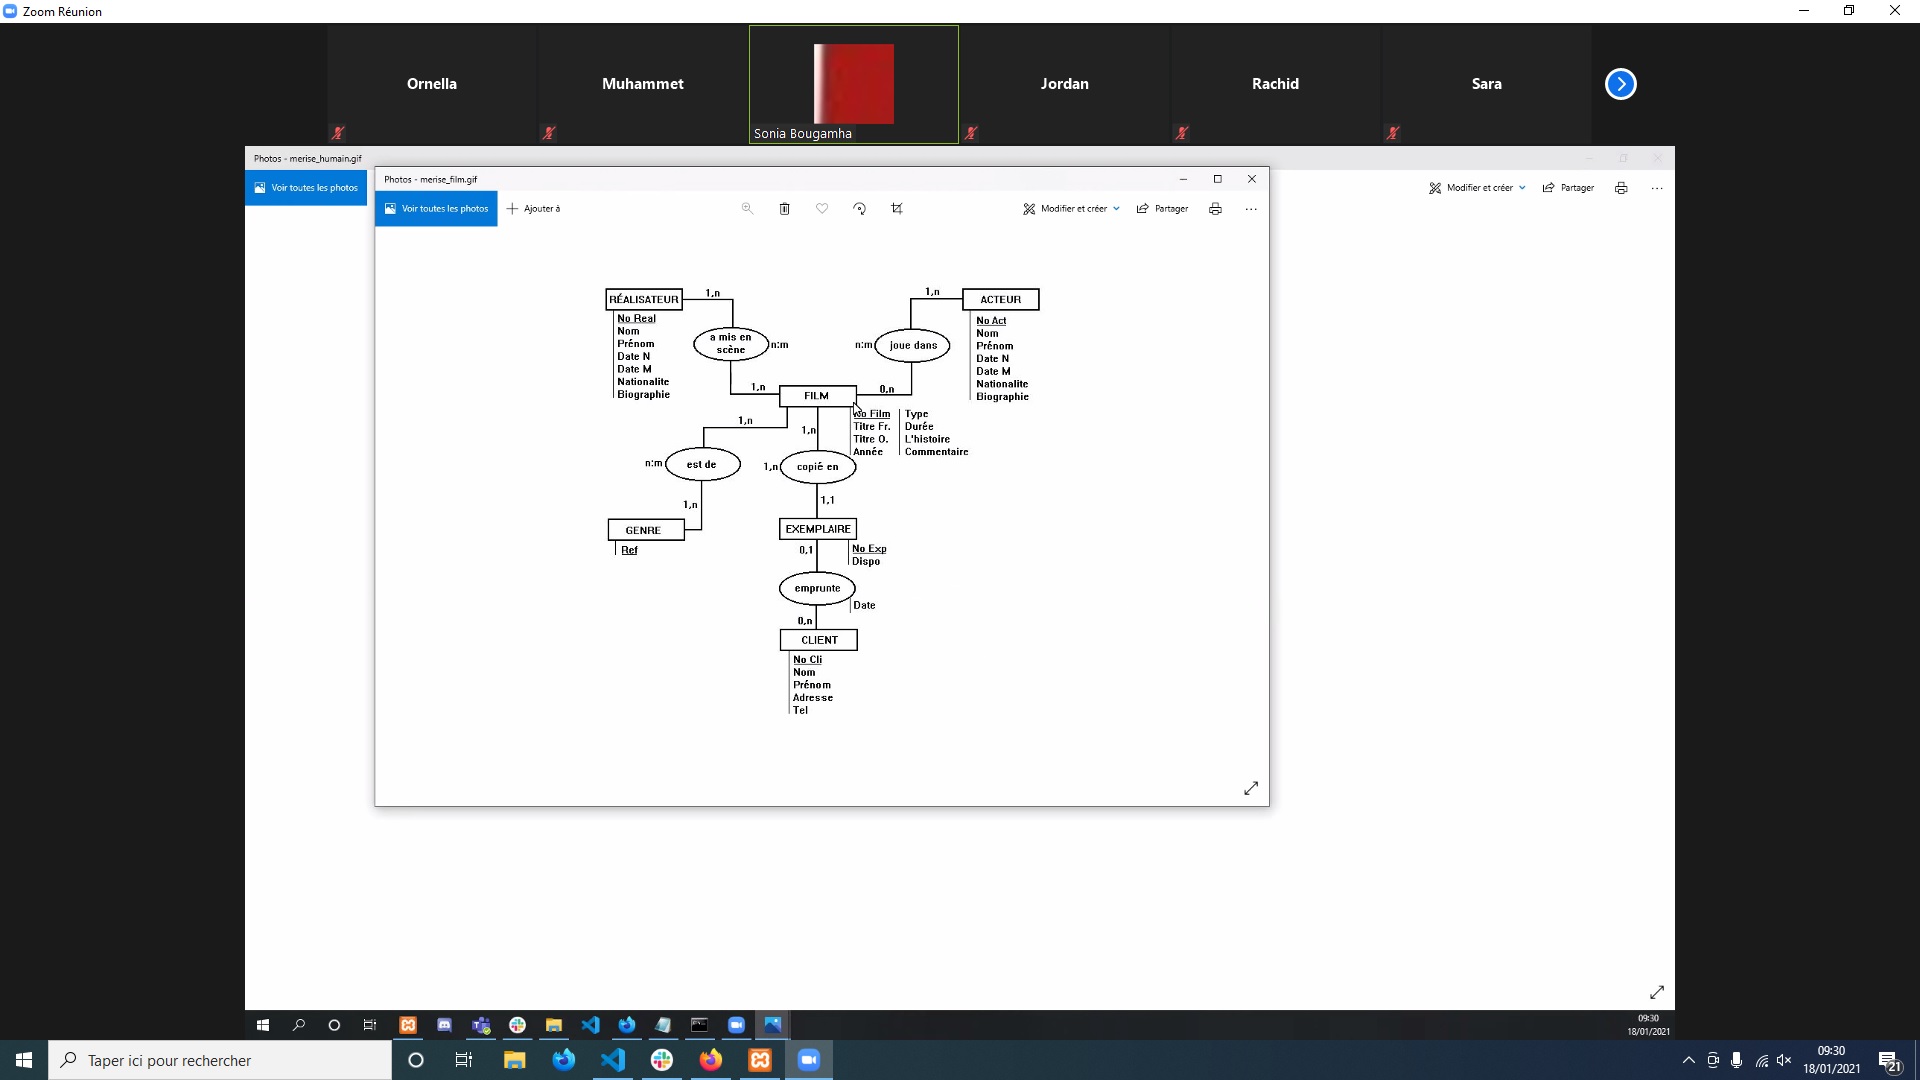 Zoom Réunion
Ornella
Muhammet
Sonia Bougamha
Jordan
Rachid
Sara
Photos - merise_humain.gif
Voir toutes les photos
Modifier et créer
Partager
Photos - merise_film.gif
Voir toutes les photos
Ajouter à
Modifier et créer
Partager
RÉALISATEUR
1,n
No Real
Nom
Prénom
Date N
Date M
Nationalite
Biographie
a mis en
scène
n:m
1,n
1,n
ACTEUR
No Act
Nom
Prénom
Date N
Date M
Nationalite
Biographie
n:m
joue dans
0,n
FILM
No Film
Titre Fr.
Titre O.
Année
Type
Durée
L'histoire
Commentaire
1,n
n:m
est de
1,n
GENRE
Ref
1,n
1,n
copié en
1,1
EXEMPLAIRE
No Exp
Dispo
0,1
emprunte
Date
0,n
CLIENT
No Cli
Nom
Prénom
Adresse
Tel
09:30
18/01/2021
Taper ici pour rechercher
09:30
18/01/2021
21